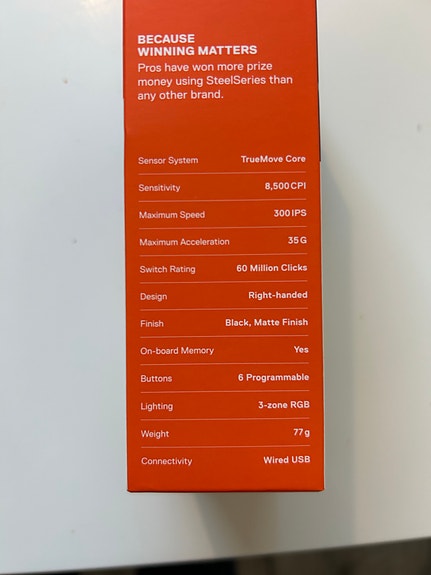 BECAUSE
WINNING MATTERS
Pros have won more prize
money using SteelSeries than
any other brand.
Sensor System TrueMove Core
Sensitivity 8,500 CPI
Maximum Speed 300 IPS
Maximum Acceleration 35 G
Switch Rating 60 Million Clicks
Design Right-handed
Finish Black, Matte Finish
On-board Memory Yes
Buttons 6 Programmable
Lighting 3-zone RGB
Weight 77 g
Connectivity Wired USB